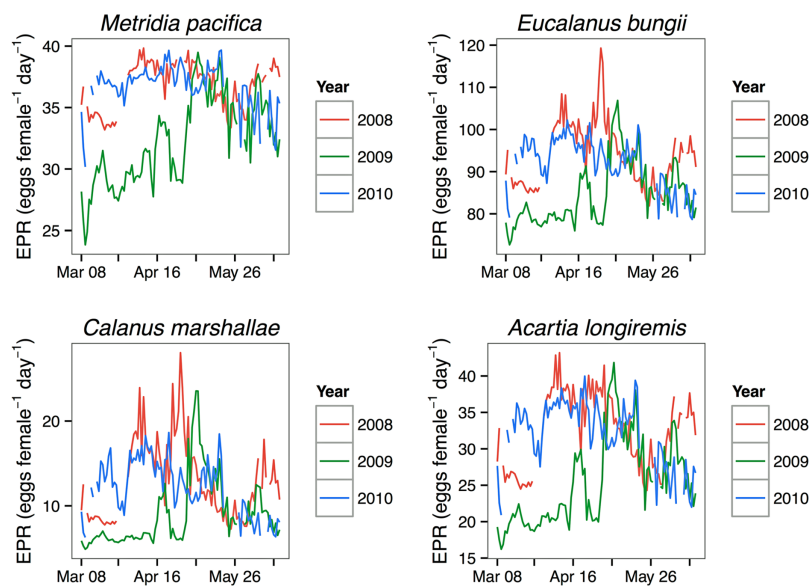 Metridia pacifica
EPR (eggs female⁻¹ day⁻¹)
40
35
30
25
Mar 08 Apr 16 May 26
Year
2008
2009
2010
Eucalanus bungii
EPR (eggs female⁻¹ day⁻¹)
120
110
100
90
80
Mar 08 Apr 16 May 26
Year
2008
2009
2010
Calanus marshallae
EPR (eggs female⁻¹ day⁻¹)
20
10
Mar 08 Apr 16 May 26
Year
2008
2009
2010
Acartia longiremis
EPR (eggs female⁻¹ day⁻¹)
40
35
30
25
20
15
Mar 08 Apr 16 May 26
Year
2008
2009
2010